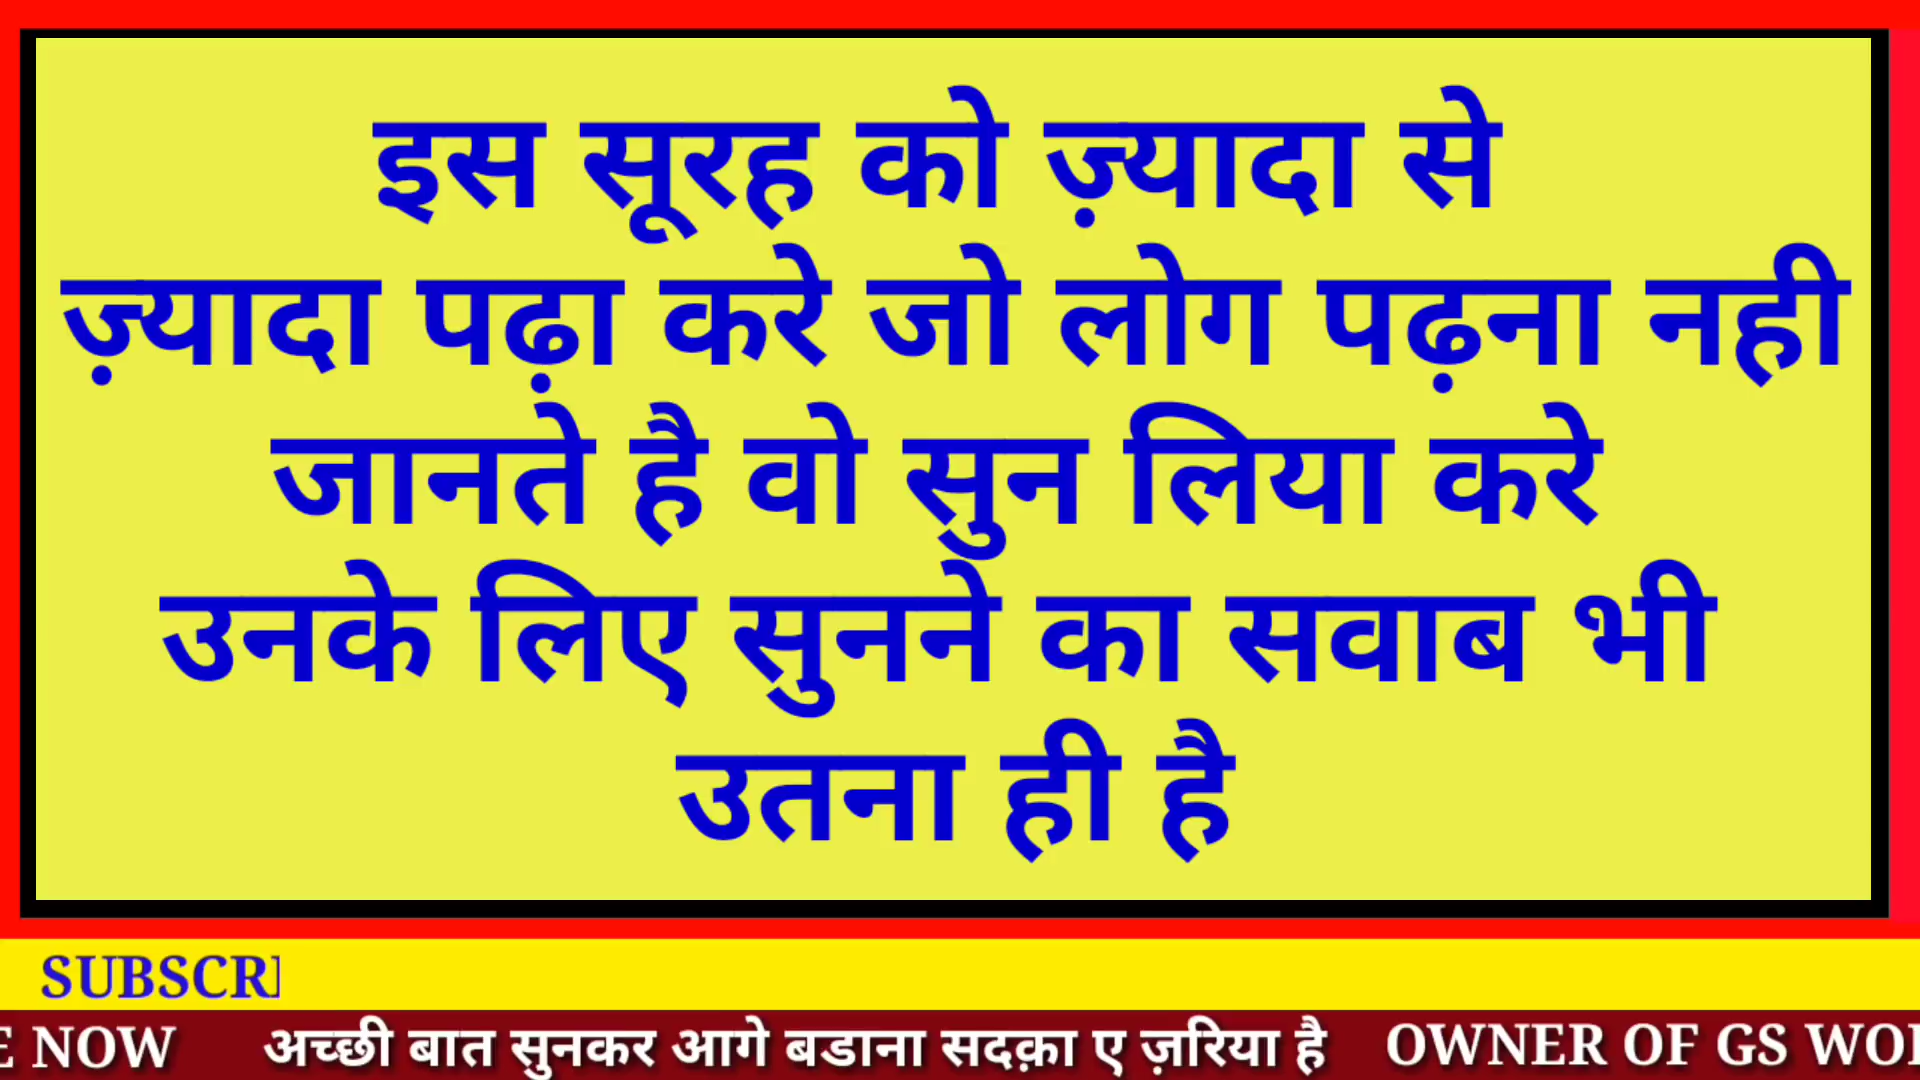 इस सूरह को ज़्यादा से
ज़्यादा पढ़ा करे जो लोग पढ़ना नही
जानते है वो सुन लिया करे
उनके लिए सुनने का सवाब भी
उतना ही है
SUBSCRI
E NOW अच्छी बात सुनकर आगे बडाना सदक़ा ए ज़रिया है OWNER OF GS